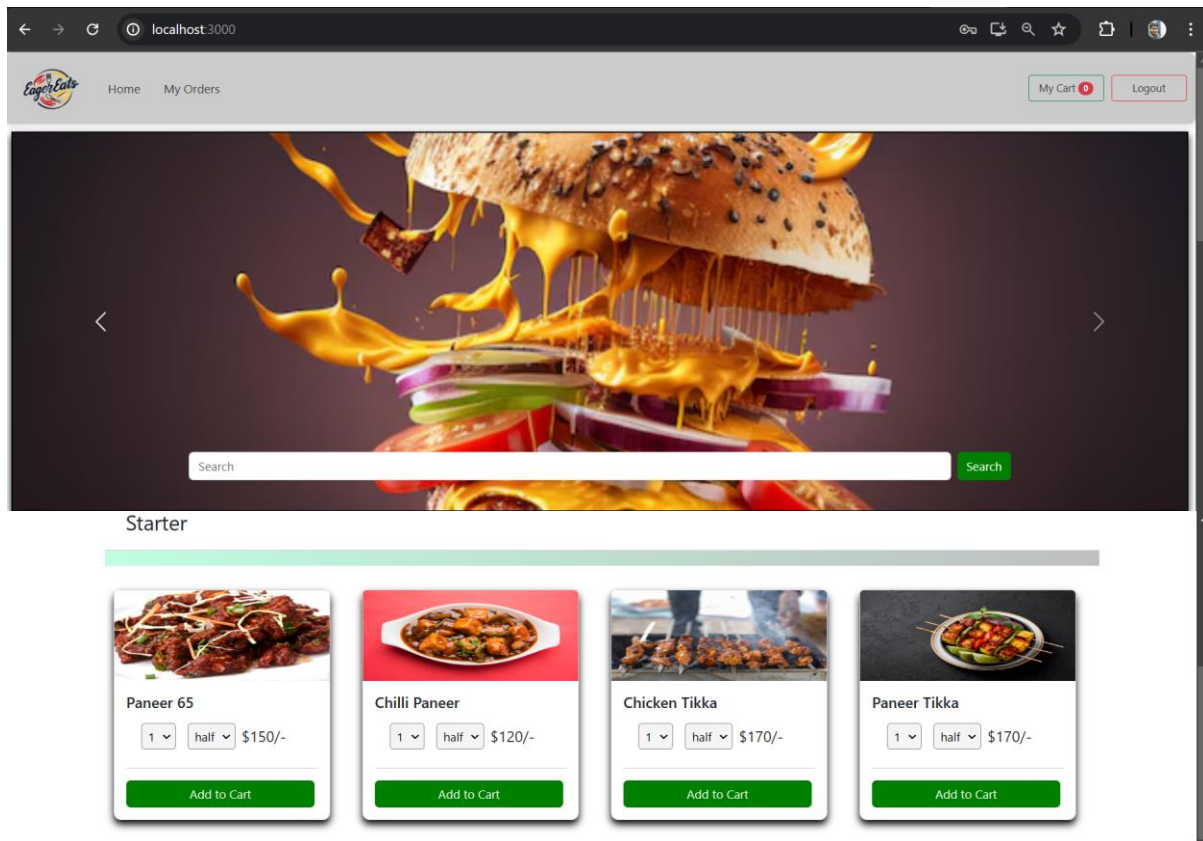 localhost:3000
EagerEats Home My Orders My Cart 0 Logout
Search Search
Starter
Paneer 65 Chilli Paneer Chicken Tikka Paneer Tikka
1 half $150/- 1 half $120/- 1 half $170/- 1 half $170/-
Add to Cart Add to Cart Add to Cart Add to Cart